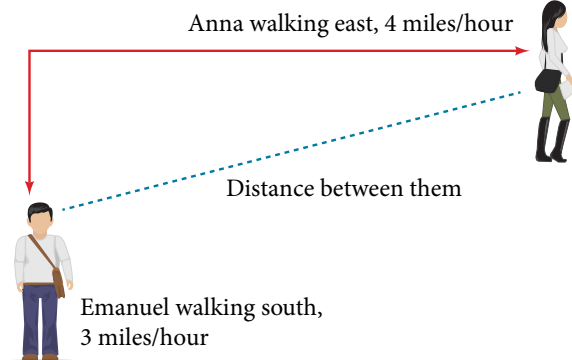 Anna walking east, 4 miles/hour
Distance between them
Emanuel walking south,
3 miles/hour